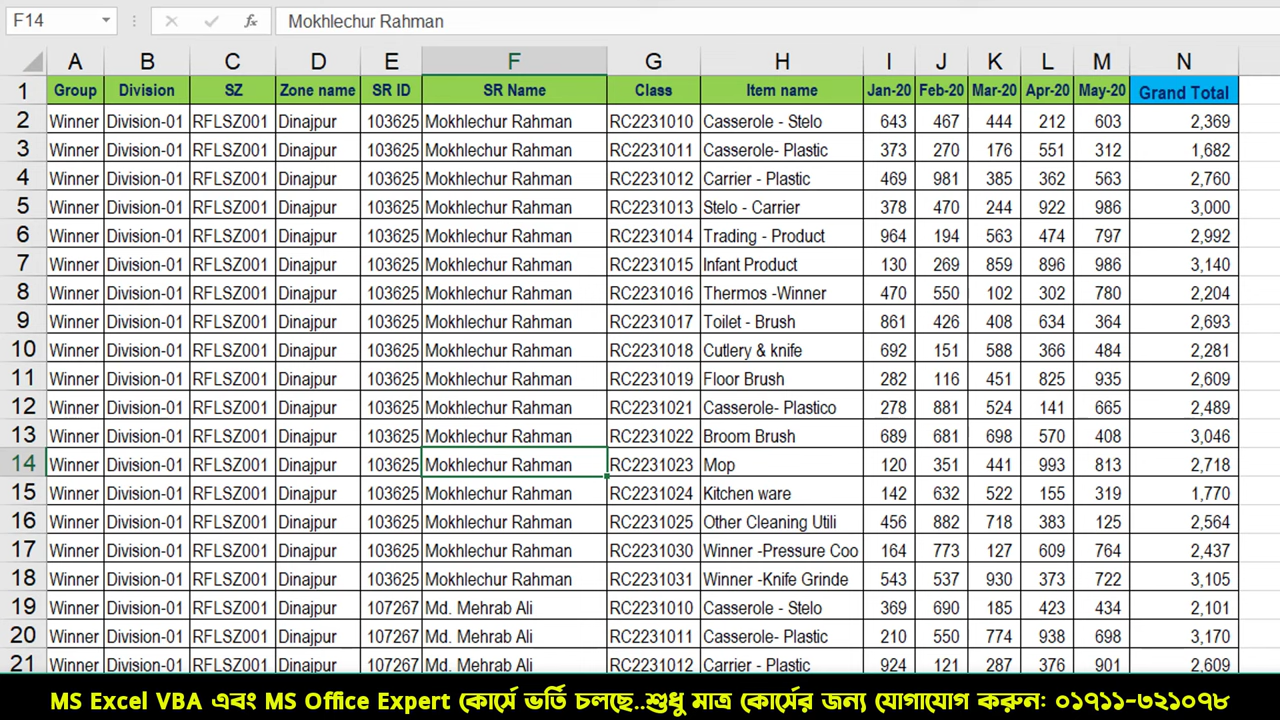 F14 fx Mokhlechur Rahman
A B C D E F G H I J K L M N
1 Group Division SZ Zone name SR ID SR Name Class Item name Jan-20 Feb-20 Mar-20 Apr-20 May-20 Grand Total
2 Winner Division-01 RFLSZ001 Dinajpur 103625 Mokhlechur Rahman RC2231010 Casserole - Stelo 643 467 444 212 603 2,369
3 Winner Division-01 RFLSZ001 Dinajpur 103625 Mokhlechur Rahman RC2231011 Casserole- Plastic 373 270 176 551 312 1,682
4 Winner Division-01 RFLSZ001 Dinajpur 103625 Mokhlechur Rahman RC2231012 Carrier - Plastic 469 981 385 362 563 2,760
5 Winner Division-01 RFLSZ001 Dinajpur 103625 Mokhlechur Rahman RC2231013 Stelo - Carrier 378 470 244 922 986 3,000
6 Winner Division-01 RFLSZ001 Dinajpur 103625 Mokhlechur Rahman RC2231014 Trading - Product 964 194 563 474 797 2,992
7 Winner Division-01 RFLSZ001 Dinajpur 103625 Mokhlechur Rahman RC2231015 Infant Product 130 269 859 896 986 3,140
8 Winner Division-01 RFLSZ001 Dinajpur 103625 Mokhlechur Rahman RC2231016 Thermos -Winner 470 550 102 302 780 2,204
9 Winner Division-01 RFLSZ001 Dinajpur 103625 Mokhlechur Rahman RC2231017 Toilet - Brush 861 426 408 634 364 2,693
10 Winner Division-01 RFLSZ001 Dinajpur 103625 Mokhlechur Rahman RC2231018 Cutlery & knife 692 151 588 366 484 2,281
11 Winner Division-01 RFLSZ001 Dinajpur 103625 Mokhlechur Rahman RC2231019 Floor Brush 282 116 451 825 935 2,609
12 Winner Division-01 RFLSZ001 Dinajpur 103625 Mokhlechur Rahman RC2231021 Casserole- Plastico 278 881 524 141 665 2,489
13 Winner Division-01 RFLSZ001 Dinajpur 103625 Mokhlechur Rahman RC2231022 Broom Brush 689 681 698 570 408 3,046
14 Winner Division-01 RFLSZ001 Dinajpur 103625 Mokhlechur Rahman RC2231023 Mop 120 351 441 993 813 2,718
15 Winner Division-01 RFLSZ001 Dinajpur 103625 Mokhlechur Rahman RC2231024 Kitchen ware 142 632 522 155 319 1,770
16 Winner Division-01 RFLSZ001 Dinajpur 103625 Mokhlechur Rahman RC2231025 Other Cleaning Utili 456 882 718 383 125 2,564
17 Winner Division-01 RFLSZ001 Dinajpur 103625 Mokhlechur Rahman RC2231030 Winner -Pressure Coo 164 773 127 609 764 2,437
18 Winner Division-01 RFLSZ001 Dinajpur 103625 Mokhlechur Rahman RC2231031 Winner -Knife Grinde 543 537 930 373 722 3,105
19 Winner Division-01 RFLSZ001 Dinajpur 107267 Md. Mehrab Ali RC2231010 Casserole - Stelo 369 690 185 423 434 2,101
20 Winner Division-01 RFLSZ001 Dinajpur 107267 Md. Mehrab Ali RC2231011 Casserole- Plastic 210 550 774 938 698 3,170
21 Winner Division-01 RFLSZ001 Dinajpur 107267 Md. Mehrab Ali RC2231012 Carrier - Plastic 924 121 287 376 901 2,609
MS Excel VBA এবং MS Office Expert কোর্সে ভর্তি চলছে..শুধু মাত্র কোর্সের জন্য যোগাযোগ করুনঃ ০১৭১১-৩২১০৭৮